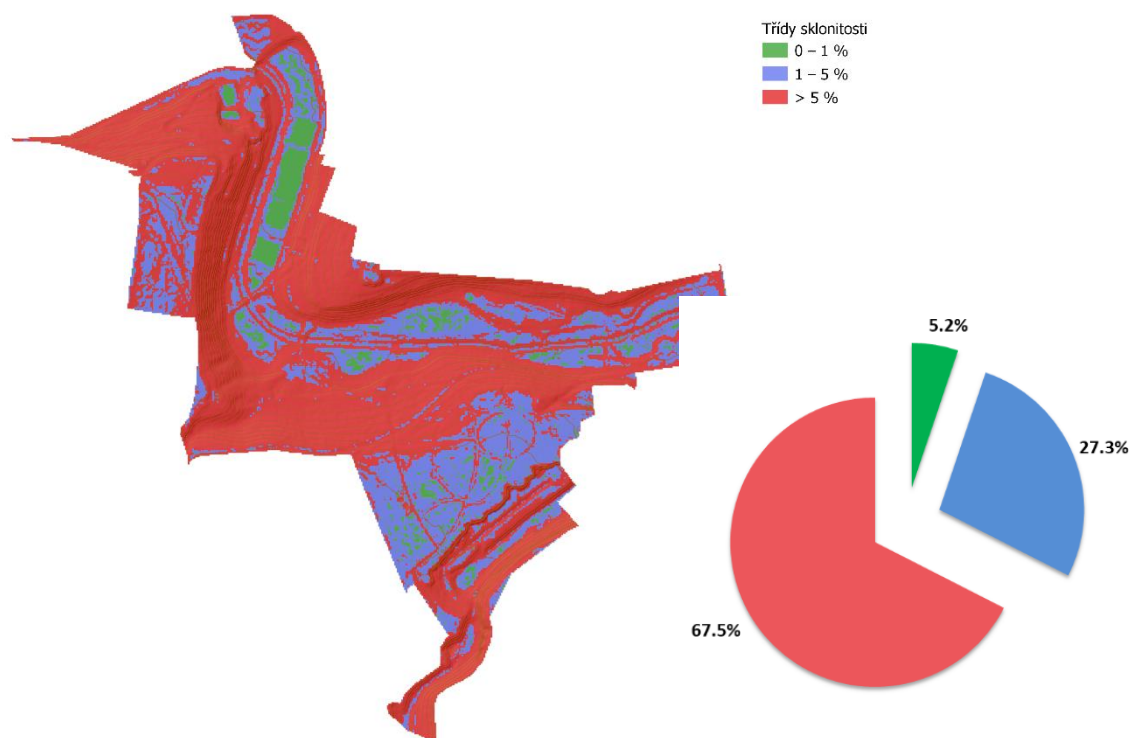 Třídy sklonitosti
0 – 1 %
1 – 5 %
> 5 %
5.2%
27.3%
67.5%